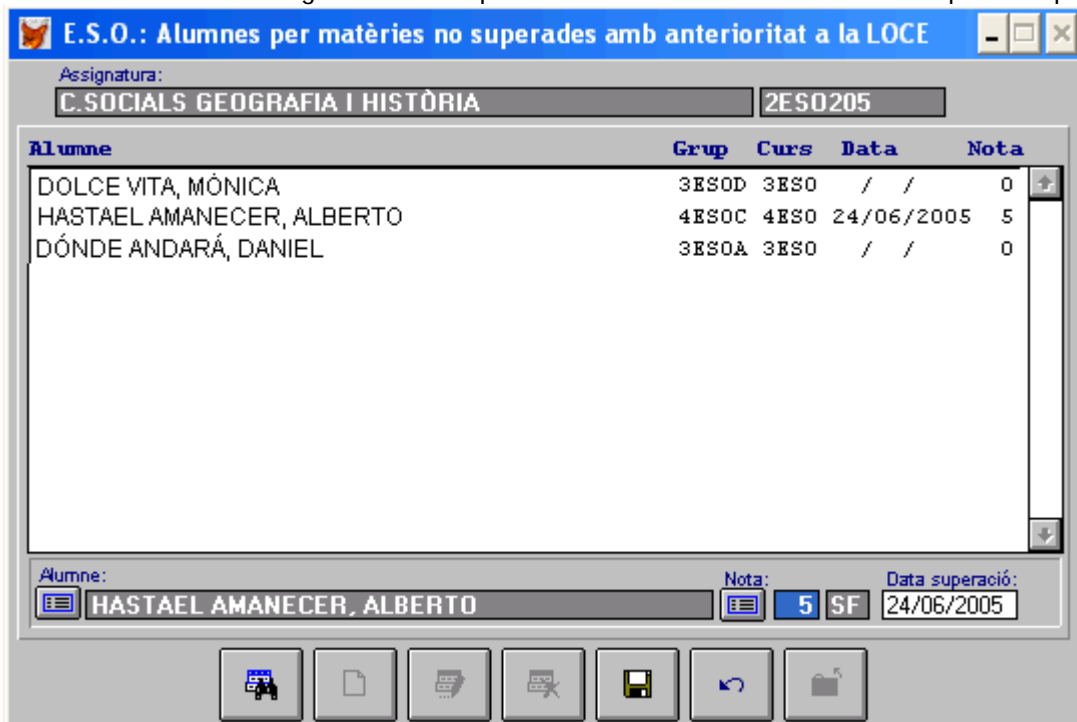 E.S.O.: Alumnes per matèries no superades amb anterioritat a la LOCE
Assignatura:
C.SOCIALS GEOGRAFIA I HISTÒRIA 2ESO205
Alumne Grup Curs Data Nota
DOLCE VITA, MÓNICA 3ESOD 3ESO / / 0
HASTAEL AMANECER, ALBERTO 4ESOC 4ESO 24/06/2005 5
DÓNDE ANDARÁ, DANIEL 3ESOA 3ESO / / 0
Alumne: Nota: Data superació:
HASTAEL AMANECER, ALBERTO 5 SF 24/06/2005